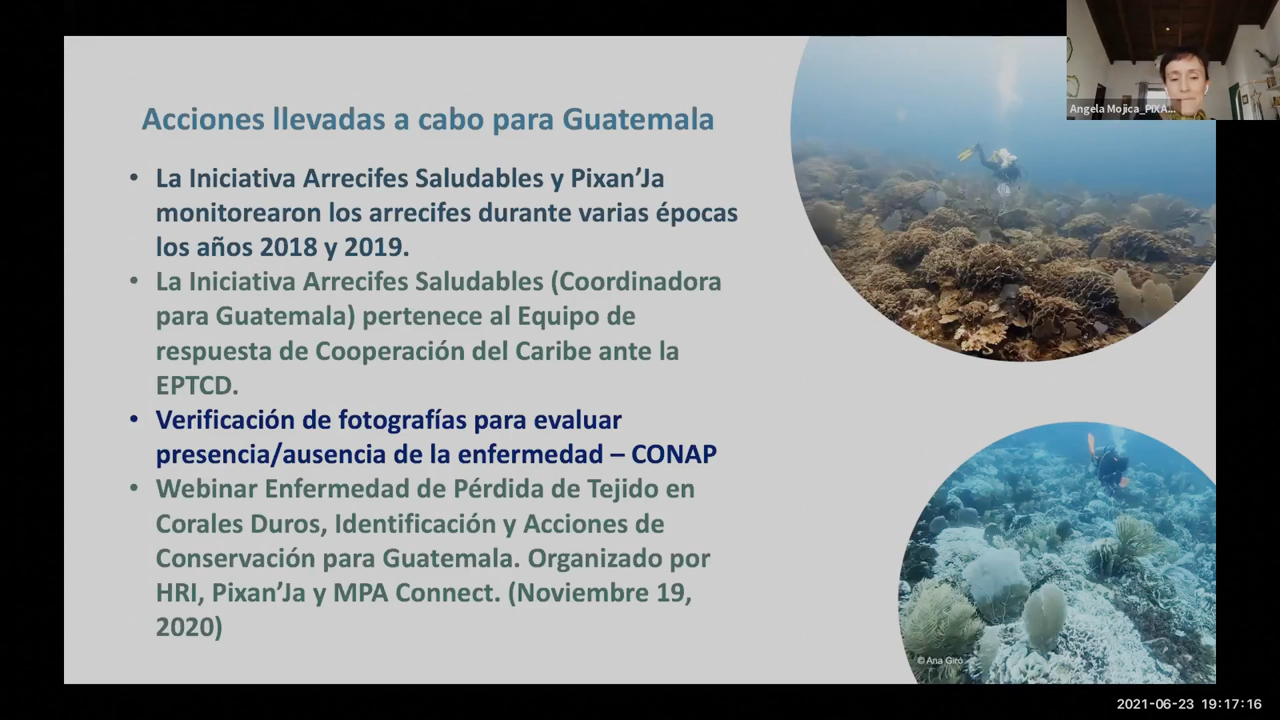 Angela Mojica_PIXA...
Acciones llevadas a cabo para Guatemala
• La Iniciativa Arrecifes Saludables y Pixan’Ja
monitorearon los arrecifes durante varias épocas
los años 2018 y 2019.
• La Iniciativa Arrecifes Saludables (Coordinadora
para Guatemala) pertenece al Equipo de
respuesta de Cooperación del Caribe ante la
EPTCD.
• Verificación de fotografías para evaluar
presencia/ausencia de la enfermedad – CONAP
• Webinar Enfermedad de Pérdida de Tejido en
Corales Duros, Identificación y Acciones de
Conservación para Guatemala. Organizado por
HRI, Pixan’Ja y MPA Connect. (Noviembre 19,
2020)
© Ana Giró
2021-06-23 19:17:16